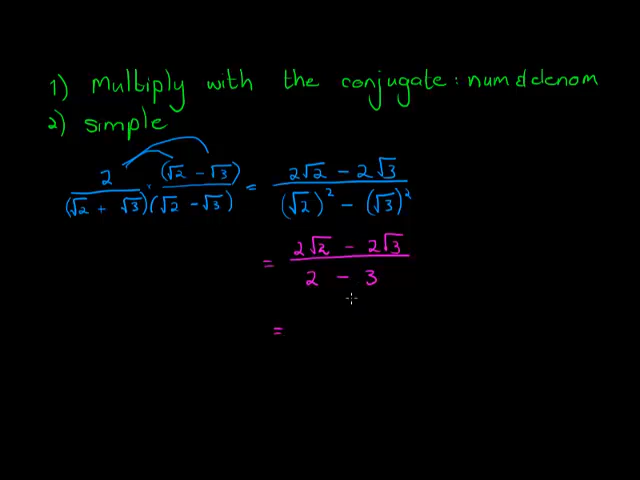 1) Multiply with the conjugate: num & denom
2) simple
2/(√2 + √3) · (√2 - √3)/(√2 - √3) = (2√2 - 2√3)/((√2)² - (√3)²)
= (2√2 - 2√3)/(2 - 3)
=